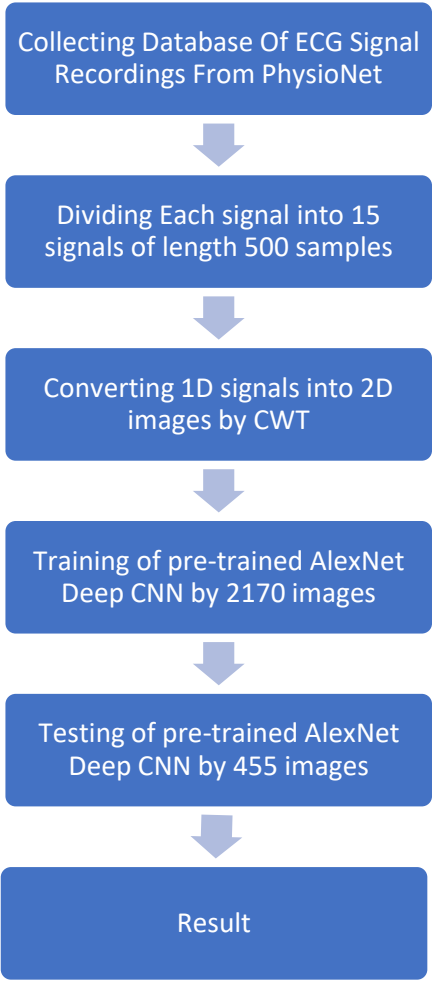 Collecting Database Of ECG Signal
Recordings From PhysioNet
Dividing Each signal into 15
signals of length 500 samples
Converting 1D signals into 2D
images by CWT
Training of pre-trained AlexNet
Deep CNN by 2170 images
Testing of pre-trained AlexNet
Deep CNN by 455 images
Result